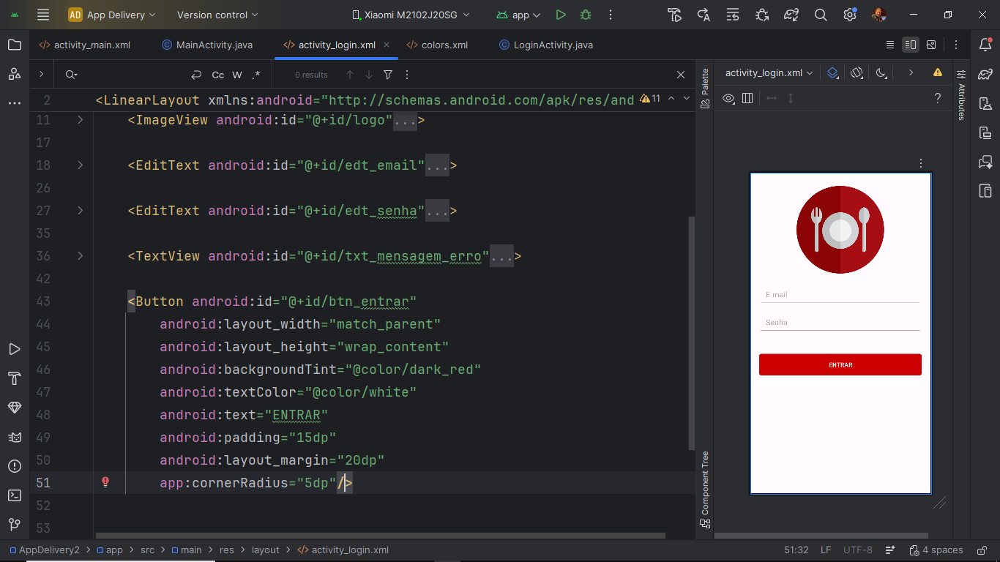 AD App Delivery Version control Xiaomi M2102J20SG app
activity_main.xml MainActivity.java activity_login.xml colors.xml LoginActivity.java
Cc W .* 0 results
activity_login.xml
Palette
Attributes
2 <LinearLayout xmlns:android="http://schemas.android.com/apk/res/and 11
11 <ImageView android:id="@+id/logo"...>
17
18 <EditText android:id="@+id/edt_email"...>
26
27 <EditText android:id="@+id/edt_senha"...>
35
36 <TextView android:id="@+id/txt_mensagem_erro"...>
42
43 <Button android:id="@+id/btn_entrar"
44 android:layout_width="match_parent"
45 android:layout_height="wrap_content"
46 android:backgroundTint="@color/dark_red"
47 android:textColor="@color/white"
48 android:text="ENTRAR"
49 android:padding="15dp"
50 android:layout_margin="20dp"
51 app:cornerRadius="5dp"/>
52
53
Component Tree
E-mail
Senha
ENTRAR
AppDelivery2 > app > src > main > res > layout > activity_login.xml 51:32 LF UTF-8 4 spaces